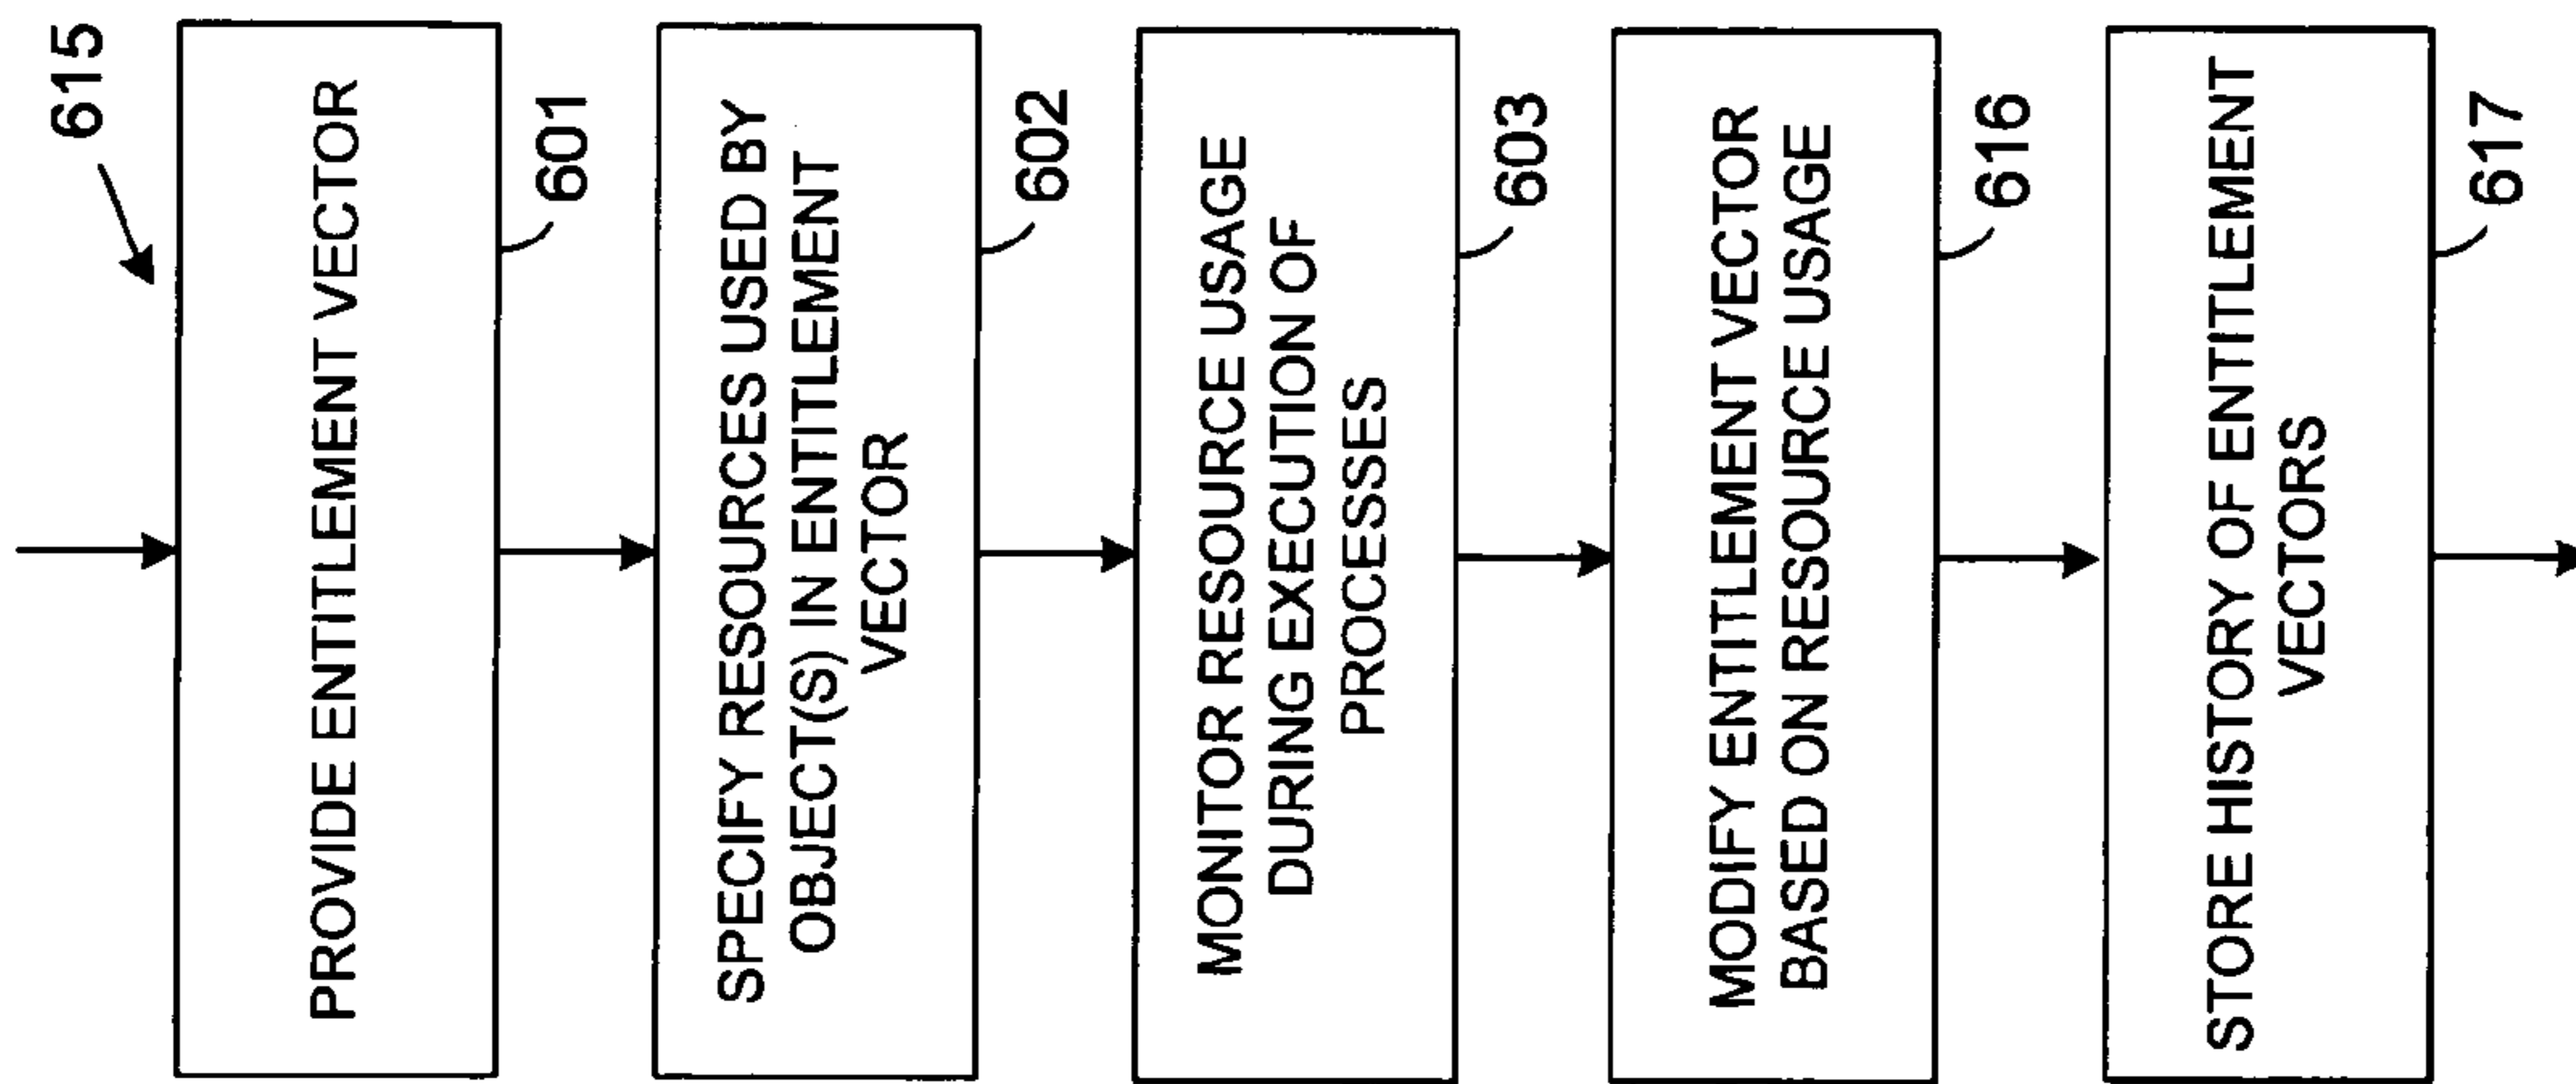 615
PROVIDE ENTITLEMENT VECTOR
601
SPECIFY RESOURCES USED BY
OBJECT(S) IN ENTITLEMENT
VECTOR
602
MONITOR RESOURCE USAGE
DURING EXECUTION OF
PROCESSES
603
MODIFY ENTITLEMENT VECTOR
BASED ON RESOURCE USAGE
616
STORE HISTORY OF ENTITLEMENT
VECTORS
617